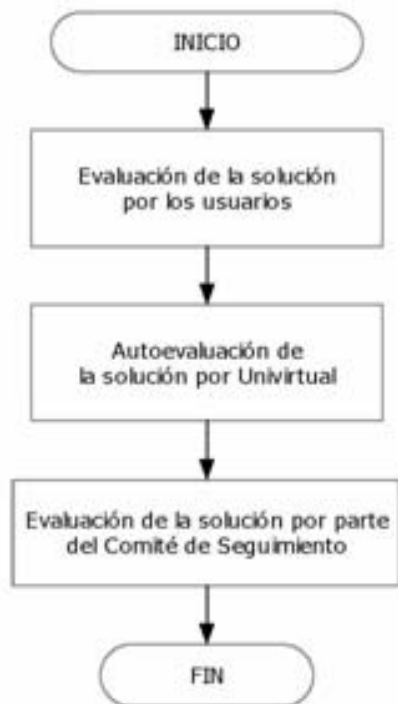 INICIO
Evaluación de la solución
por los usuarios
Autoevaluación de
la solución por Univirtual
Evaluación de la solución por parte
del Comité de Seguimiento
FIN